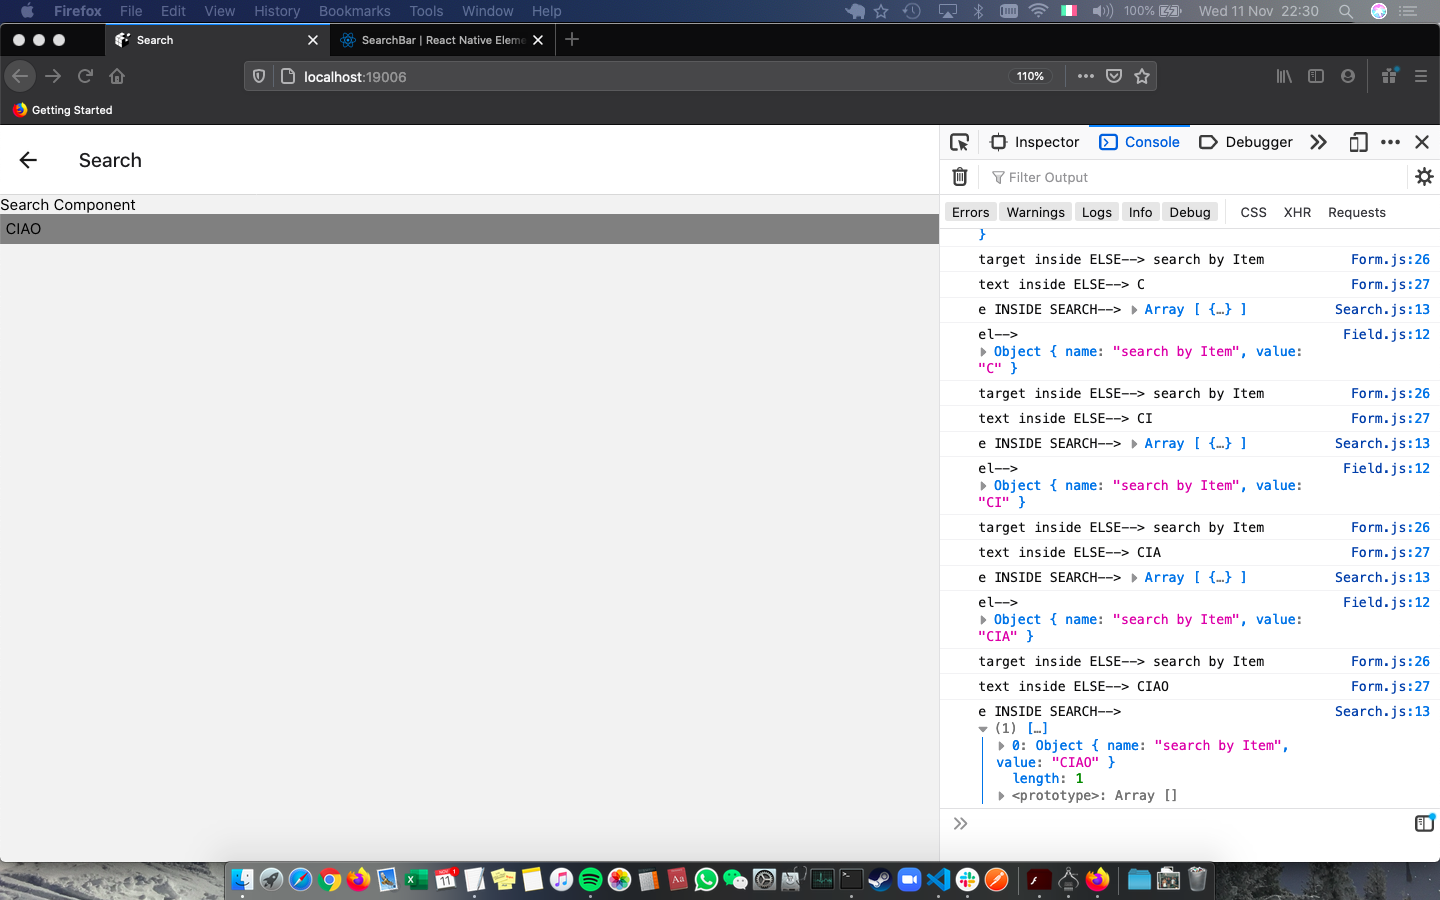 Firefox File Edit View History Bookmarks Tools Window Help 100% Wed 11 Nov 22:30
Search SearchBar | React Native Eleme
localhost:19006 110%
Getting Started
Search
Search Component
CIAO
Inspector Console Debugger
Filter Output
Errors Warnings Logs Info Debug CSS XHR Requests
}
target inside ELSE--> search by Item Form.js:26
text inside ELSE--> C Form.js:27
e INSIDE SEARCH--> Array [ {…} ] Search.js:13
el--> Field.js:12
Object { name: "search by Item", value:
"C" }
target inside ELSE--> search by Item Form.js:26
text inside ELSE--> CI Form.js:27
e INSIDE SEARCH--> Array [ {…} ] Search.js:13
el--> Field.js:12
Object { name: "search by Item", value:
"CI" }
target inside ELSE--> search by Item Form.js:26
text inside ELSE--> CIA Form.js:27
e INSIDE SEARCH--> Array [ {…} ] Search.js:13
el--> Field.js:12
Object { name: "search by Item", value:
"CIA" }
target inside ELSE--> search by Item Form.js:26
text inside ELSE--> CIAO Form.js:27
e INSIDE SEARCH--> Search.js:13
(1) […]
0: Object { name: "search by Item",
value: "CIAO" }
length: 1
<prototype>: Array []
NOV
11
1
Aa